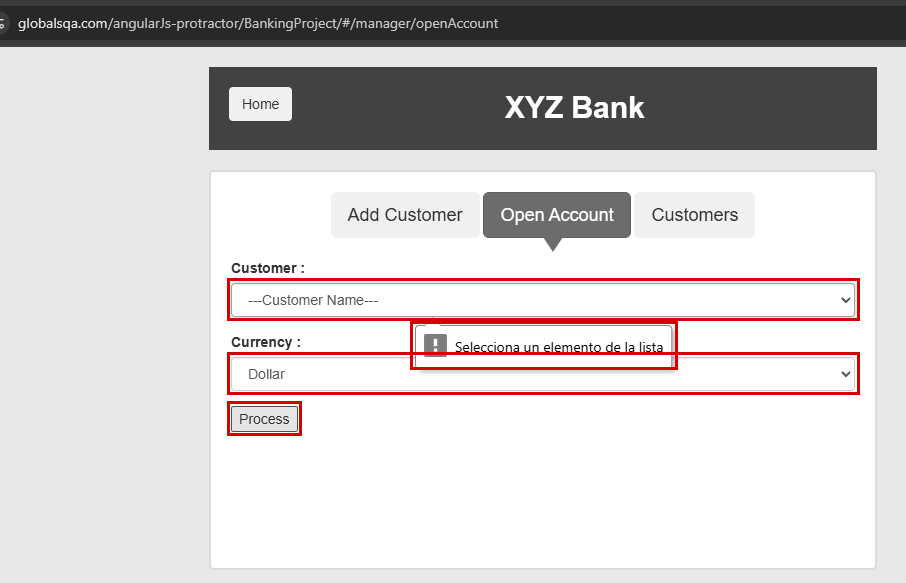 globalsqa.com/angularJs-protractor/BankingProject/#/manager/openAccount
Home
XYZ Bank
Add Customer
Open Account
Customers
Customer :
---Customer Name---
Currency :
Selecciona un elemento de la lista
Dollar
Process